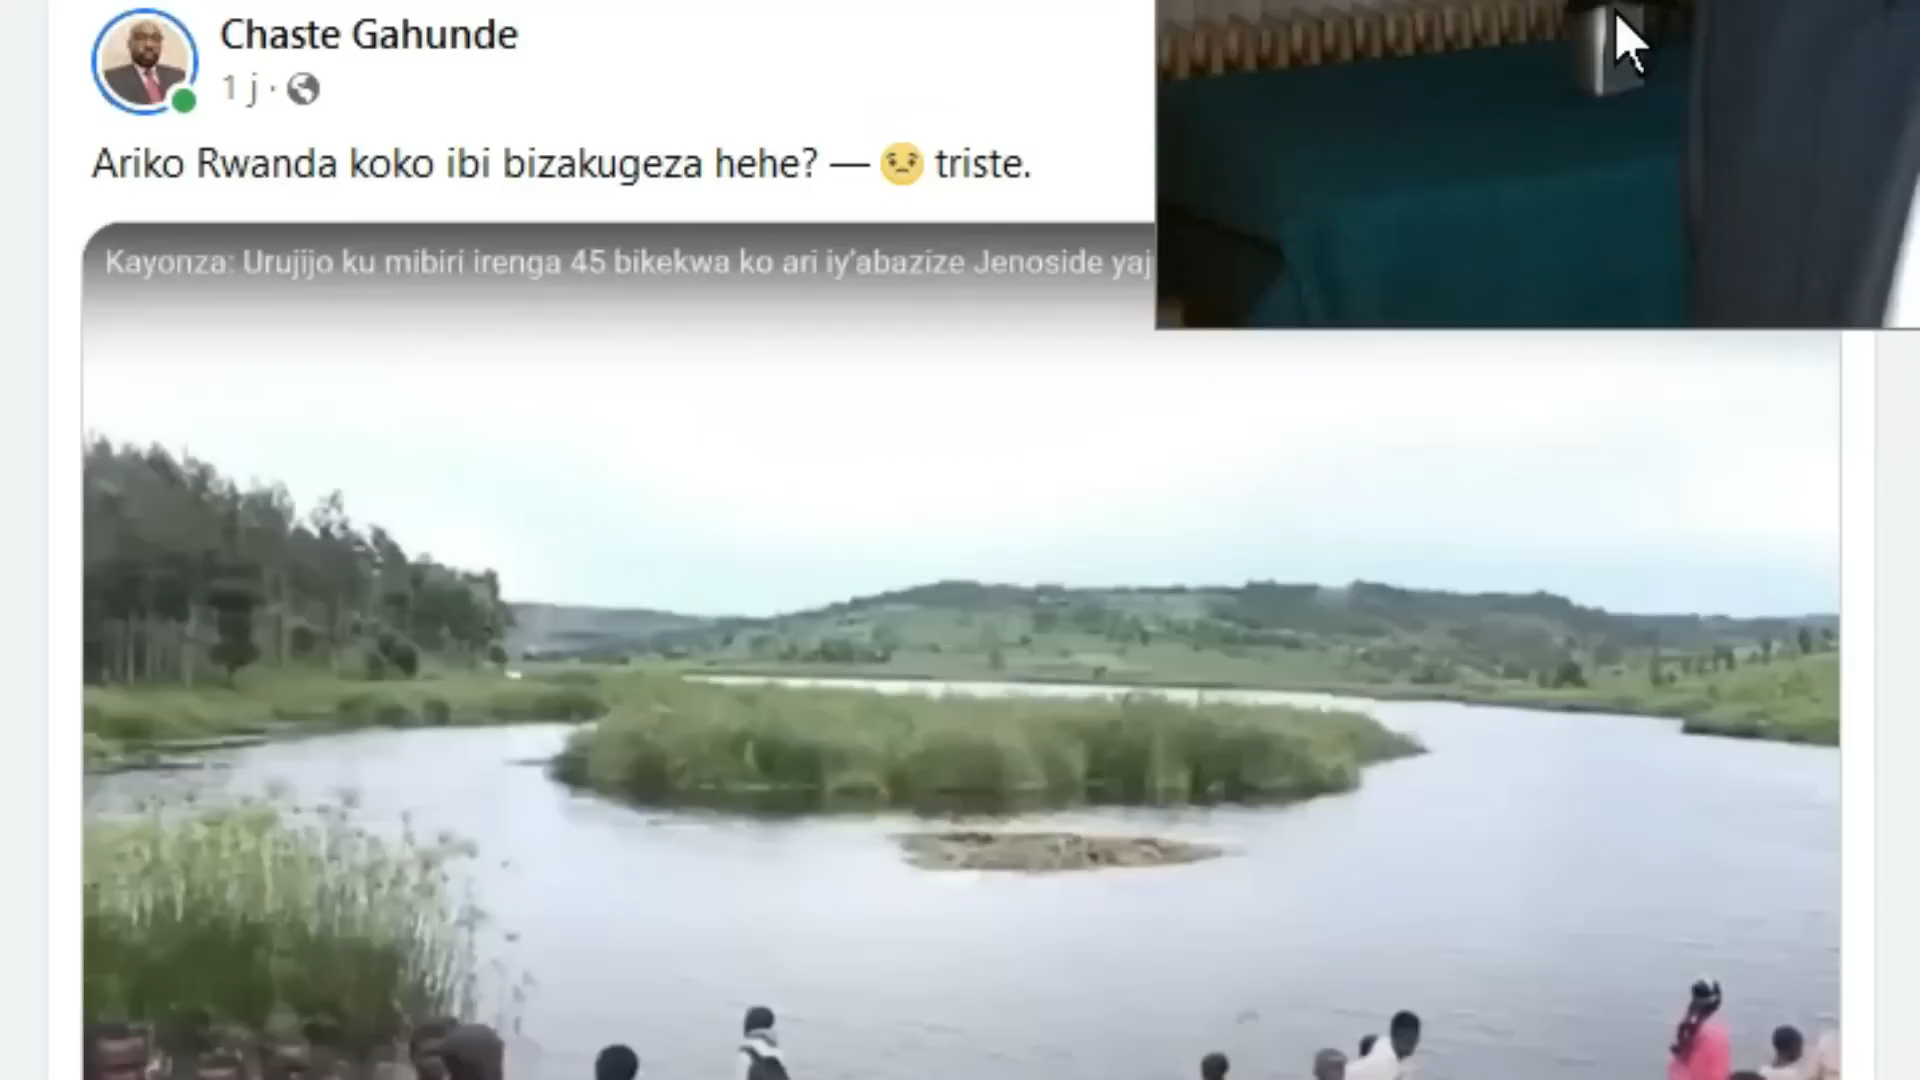 Chaste Gahunde
1 j ·
Ariko Rwanda koko ibi bizakugeza hehe? — 😟 triste.
Kayonza: Urujijo ku mibiri irenga 45 bikekwa ko ari iy'abazize Jenoside yaj